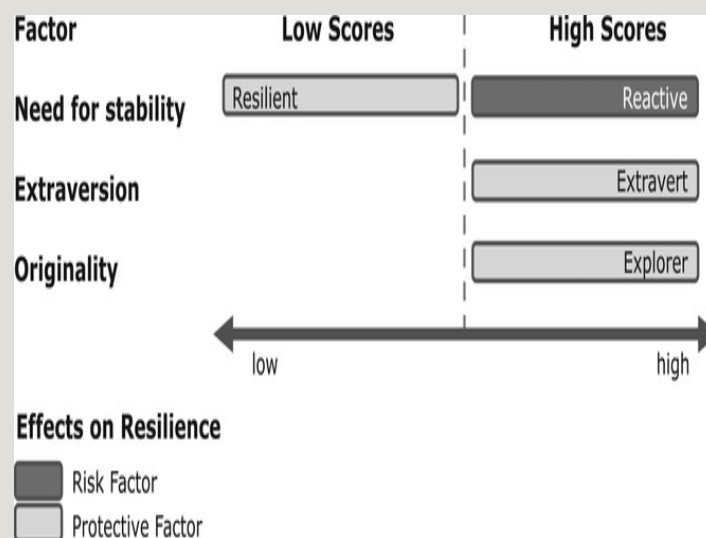 Factor Low Scores High Scores
Need for stability Resilient Reactive
Extraversion Extravert
Originality Explorer
low high
Effects on Resilience
Risk Factor
Protective Factor